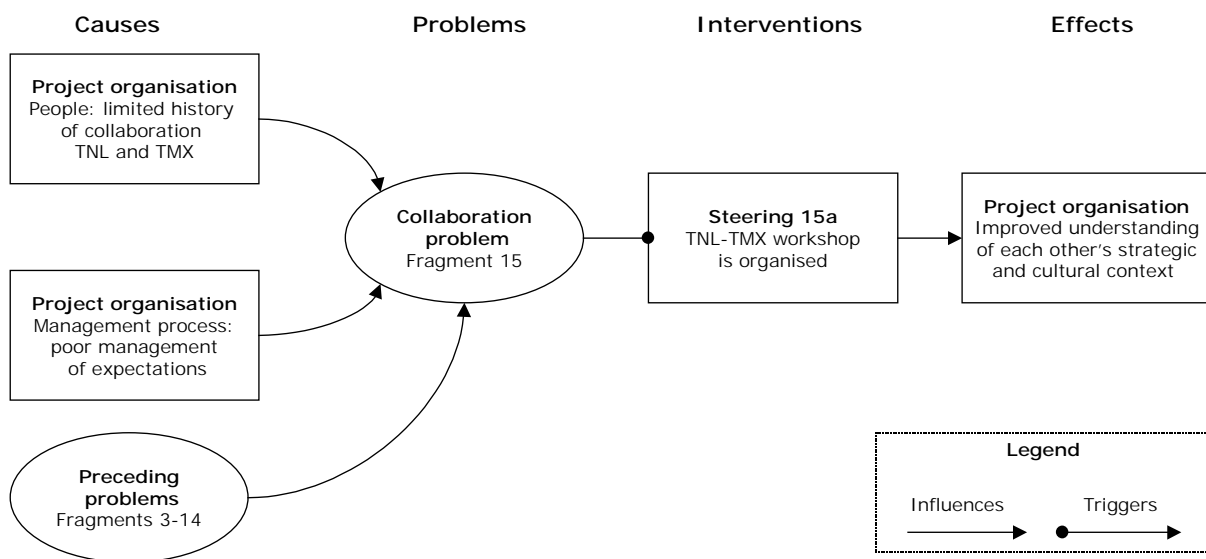 Causes
Problems
Interventions
Effects
Project organisation
People: limited history
of collaboration
TNL and TMX
Project organisation
Management process:
poor management
of expectations
Preceding
problems
Fragments 3-14
Collaboration
problem
Fragment 15
Steering 15a
TNL-TMX workshop
is organised
Project organisation
Improved understanding
of each other's strategic
and cultural context
Legend
Influences
Triggers